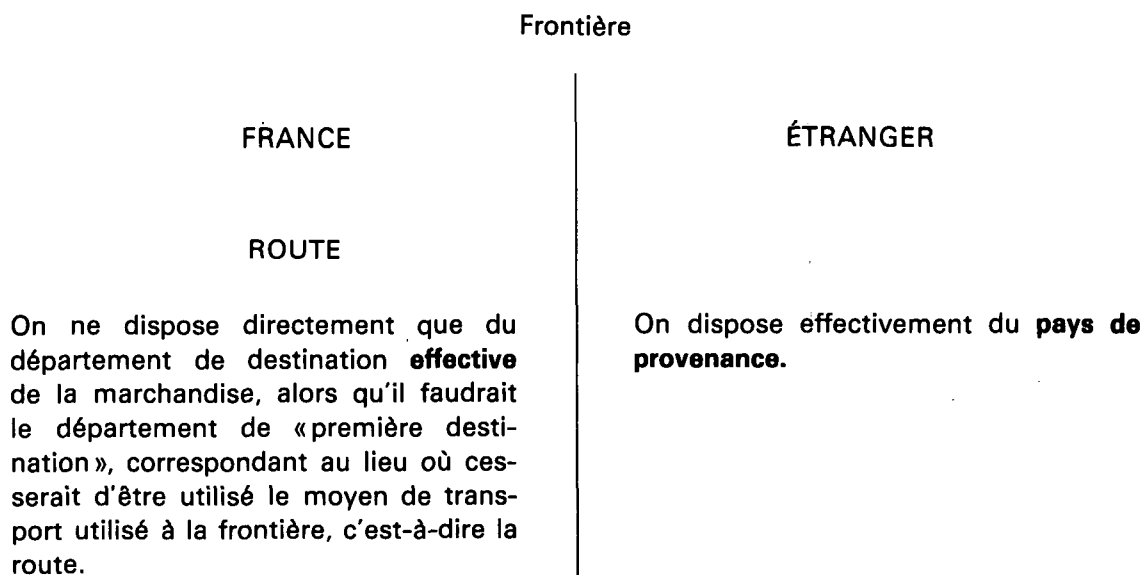 Frontière
FRANCE
ÉTRANGER
ROUTE
On ne dispose directement que du
département de destination effective
de la marchandise, alors qu'il faudrait
le département de «première desti-
nation», correspondant au lieu où ces-
serait d'être utilisé le moyen de trans-
port utilisé à la frontière, c'est-à-dire la
route.
On dispose effectivement du pays de
provenance.